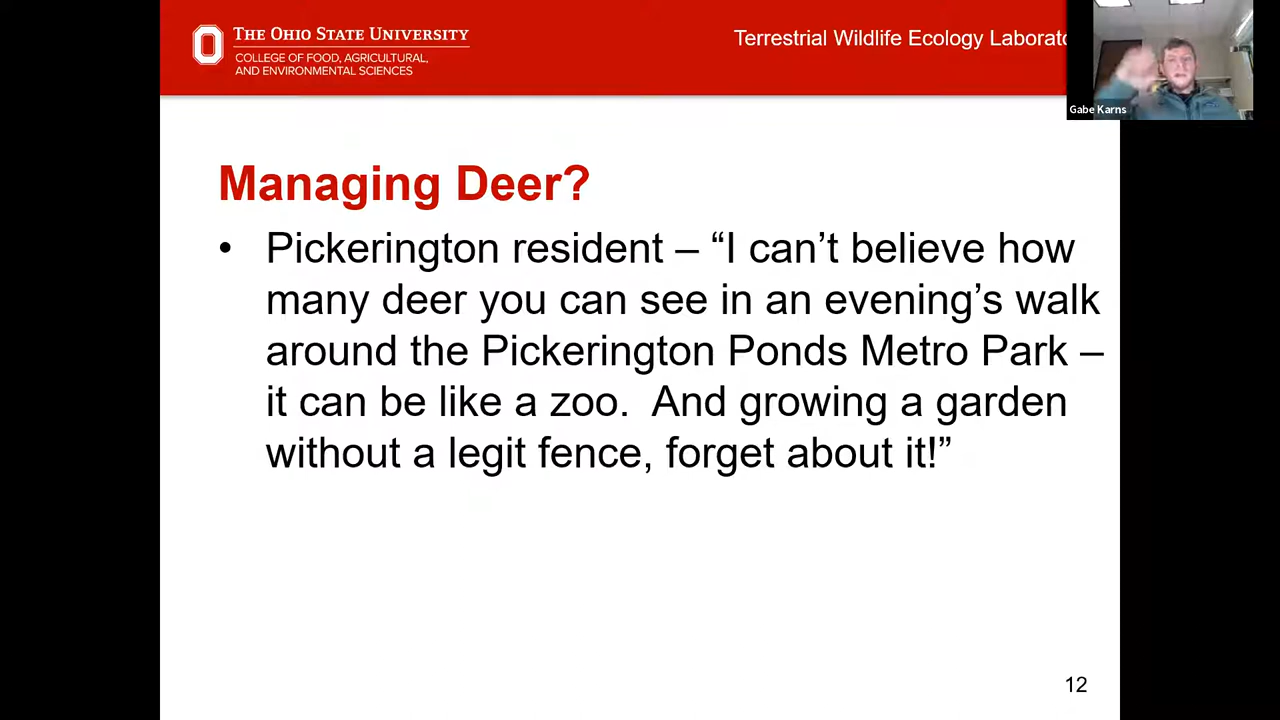 THE OHIO STATE UNIVERSITY
COLLEGE OF FOOD, AGRICULTURAL,
AND ENVIRONMENTAL SCIENCES
Terrestrial Wildlife Ecology
Gabe Karns
Managing Deer?
• Pickerington resident – “I can’t believe how
many deer you can see in an evening’s walk
around the Pickerington Ponds Metro Park –
it can be like a zoo.  And growing a garden
without a legit fence, forget about it!”
12